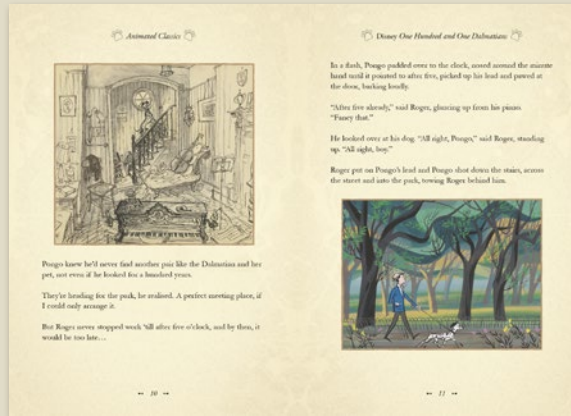 Animated Classics
Pongo knew he'd never find another pair like the Dalmatian and her
pet, not even if he looked for a hundred years.
They're heading for the park, he realised. A perfect meeting place, if
I could only arrange it.
But Roger never stopped work 'till after five o'clock, and by then, it
would be too late…
10
Disney One Hundred and One Dalmatians
In a flash, Pongo padded over to the clock, nosed around the minute
hand until it pointed to after five, picked up his lead and pawed at
the door, barking loudly.
"After five already," said Roger, glancing up from his piano.
"Fancy that."
He looked over at his dog. "All right, Pongo," said Roger, standing
up. "All right, boy."
Roger put on Pongo's lead and Pongo shot down the stairs, across
the street and into the park, towing Roger behind him.
11